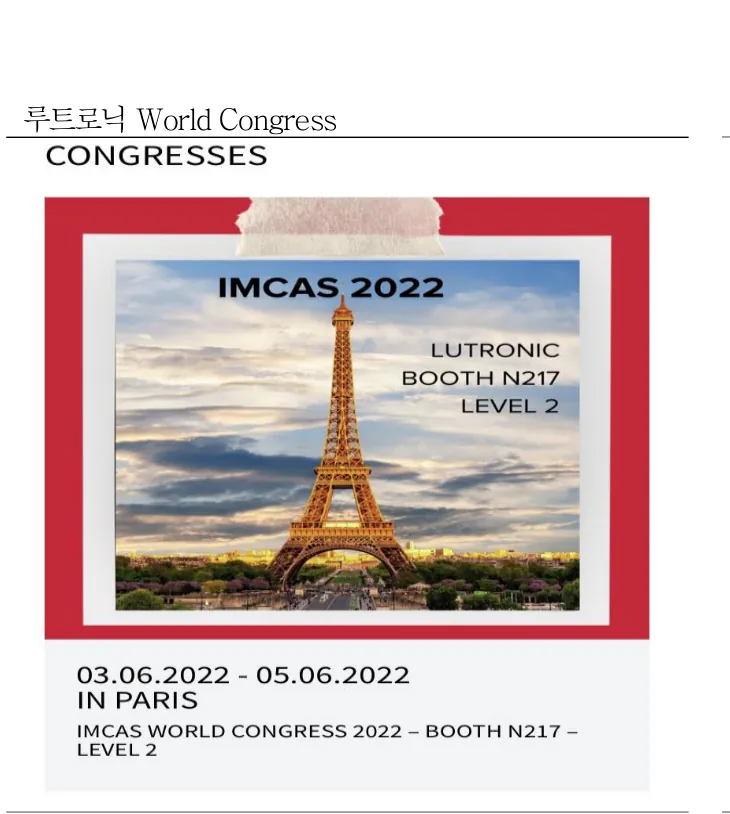 루트로닉 World Congress
CONGRESSES
IMCAS 2022
LUTRONIC
BOOTH N217
LEVEL 2
03.06.2022 - 05.06.2022
IN PARIS
IMCAS WORLD CONGRESS 2022 – BOOTH N217 –
LEVEL 2